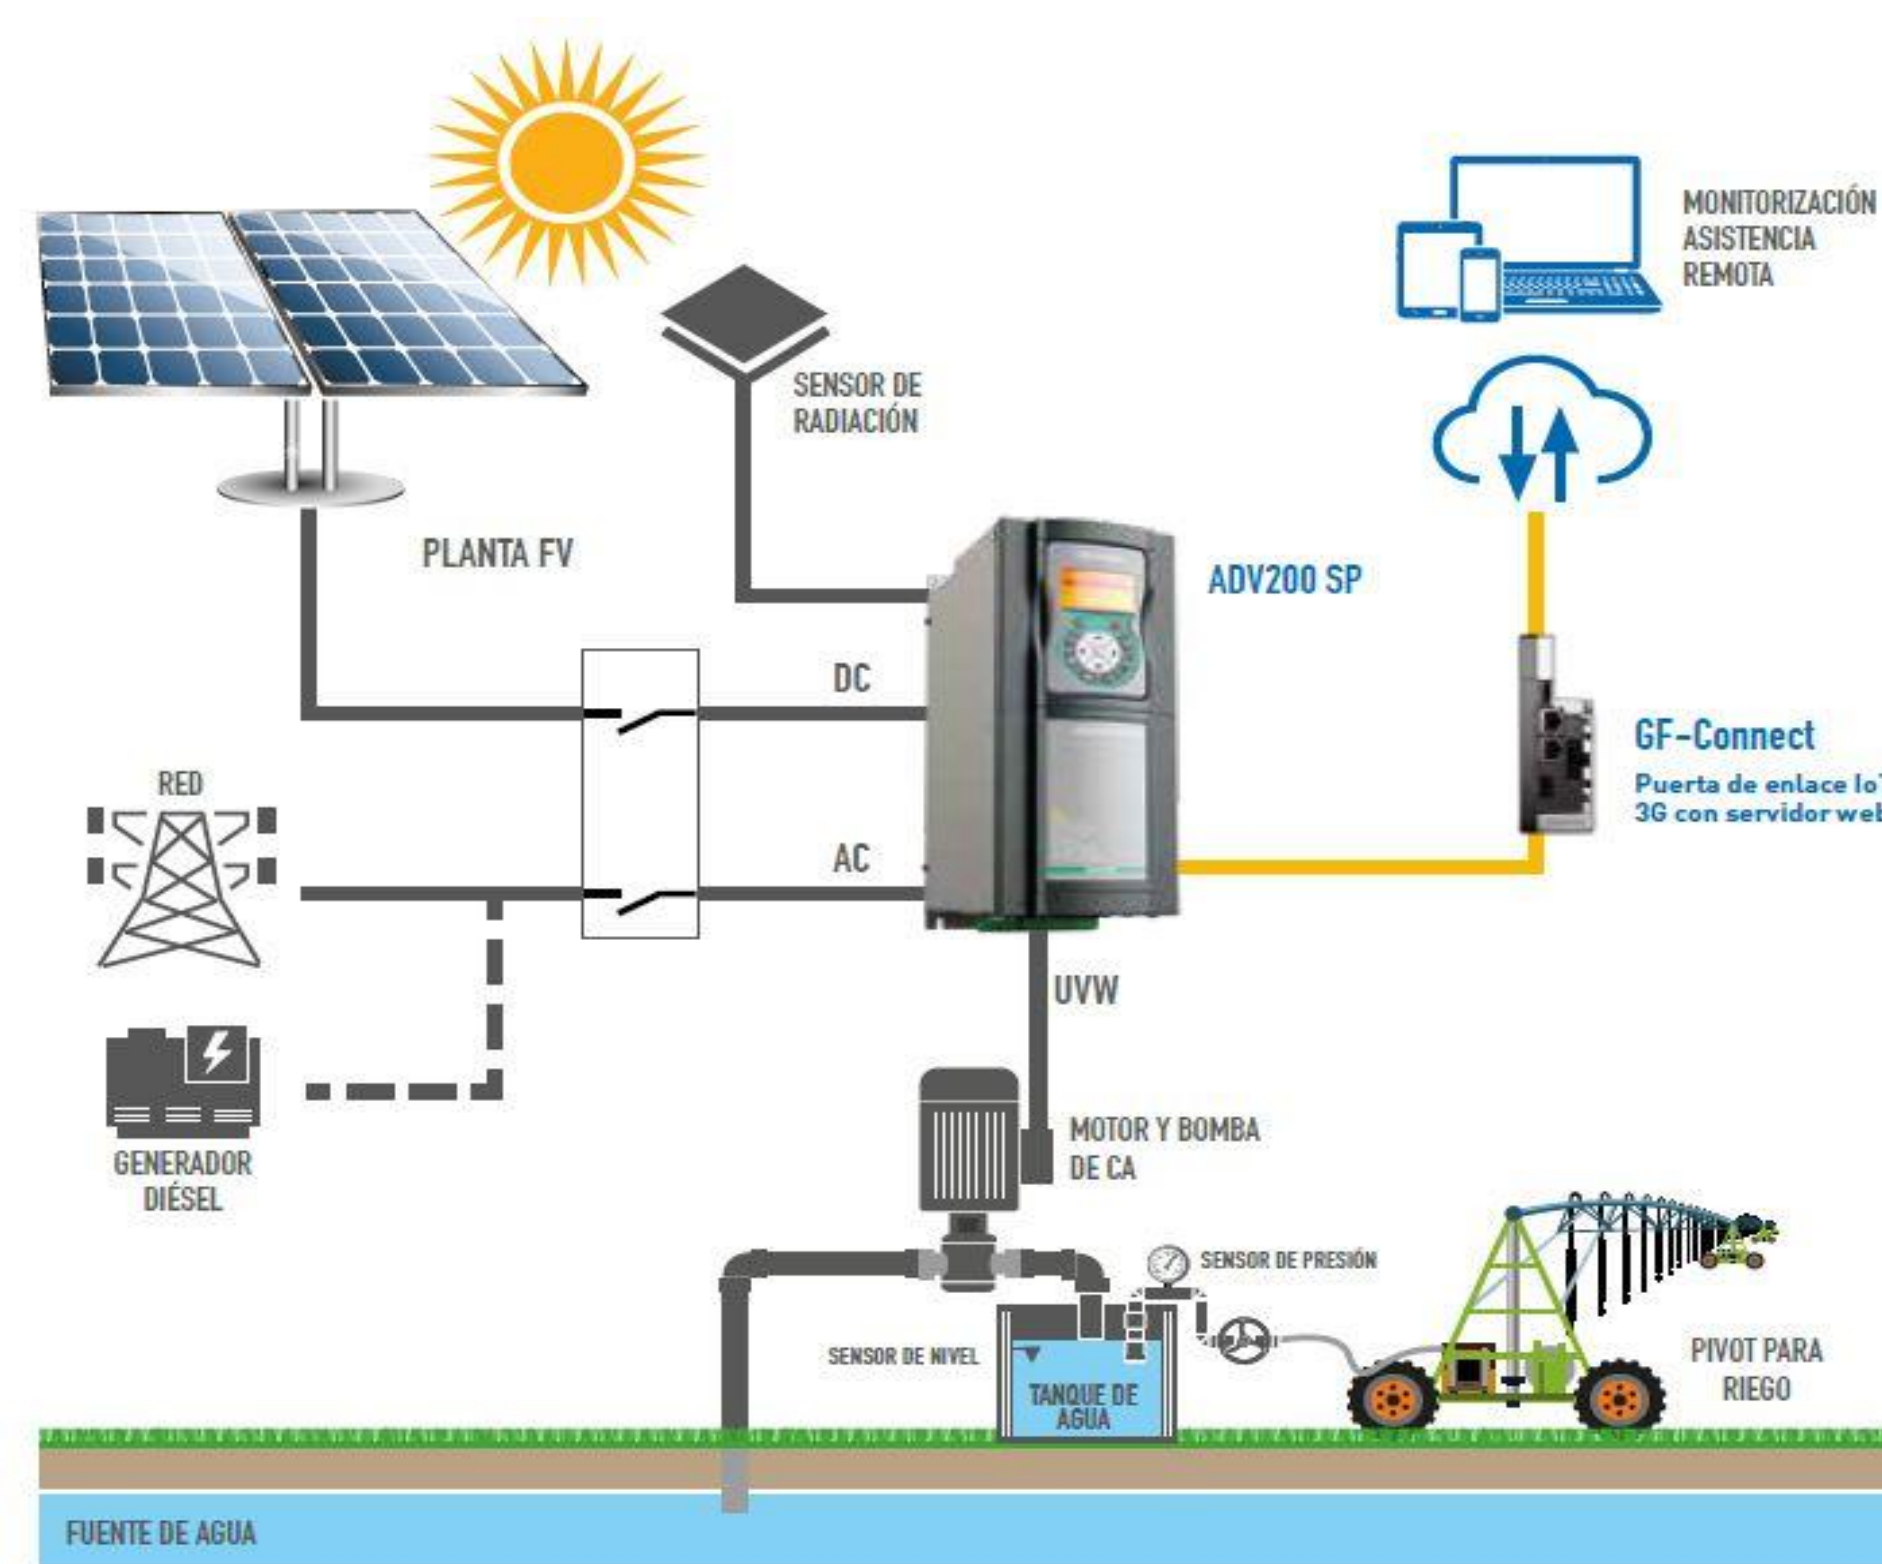 MONITORIZACIÓN
ASISTENCIA
REMOTA
SENSOR DE
RADIACIÓN
PLANTA FV
ADV200 SP
DC
GF-Connect
Puerta de enlace IoT
3G con servidor web
RED
AC
UVW
MOTOR Y BOMBA
DE CA
GENERADOR
DIÉSEL
SENSOR DE PRESIÓN
SENSOR DE NIVEL
PIVOT PARA
RIEGO
TANQUE DE
AGUA
FUENTE DE AGUA